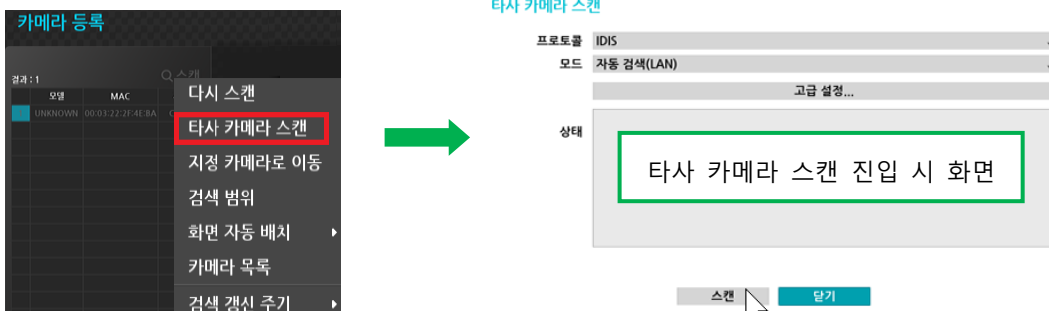 카메라 등록
결과 : 1
스캔
모델 MAC
UNKNOWN 00:03:22:2F:4E:BA
다시 스캔
타사 카메라 스캔
지정 카메라로 이동
검색 범위
화면 자동 배치
카메라 목록
검색 갱신 주기
타사 카메라 스캔
프로토콜 IDIS
모드 자동 검색(LAN)
고급 설정...
상태
타사 카메라 스캔 진입 시 화면
스캔 닫기